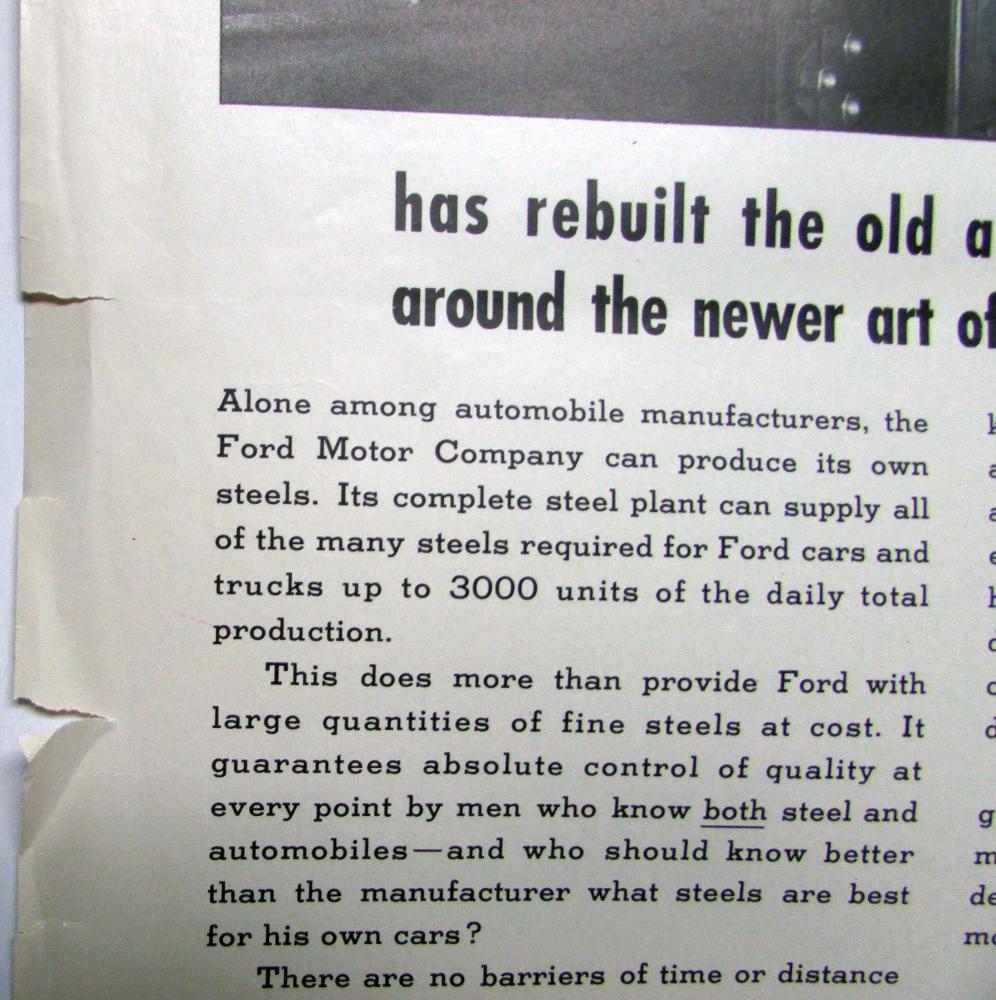 has rebuilt the old
around the newer art of
Alone among automobile manufacturers, the
Ford Motor Company can produce its own
steels. Its complete steel plant can supply all
of the many steels required for Ford cars and
trucks up to 3000 units of the daily total
production.
This does more than provide Ford with
large quantities of fine steels at cost. It
guarantees absolute control of quality at
every point by men who know both steel and
automobiles—and who should know better
than the manufacturer what steels are best
for his own cars?
There are no barriers of time or distance